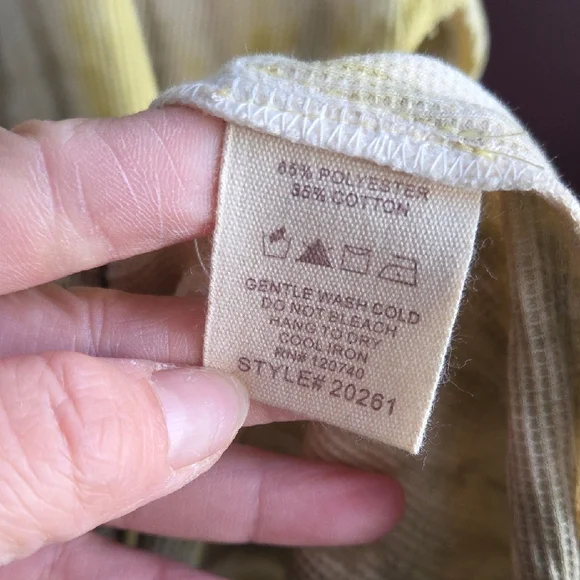 65% POLYESTER
35% COTTON
GENTLE WASH COLD
DO NOT BLEACH
HANG TO DRY
COOL IRON
RN# 120740
STYLE# 20261